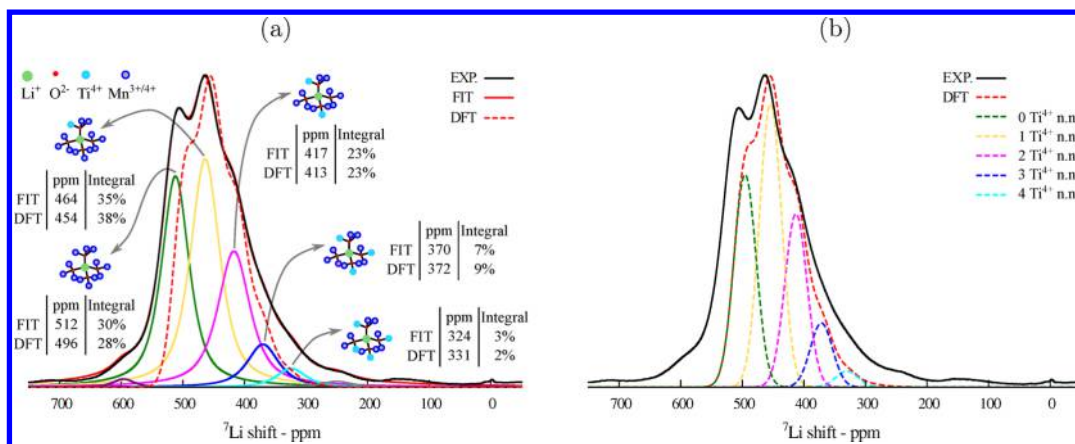 (a)
Li⁺ O²⁻ Ti⁴⁺ Mn³⁺/⁴⁺
EXP.
FIT
DFT
ppm Integral
FIT 417 23%
DFT 413 23%
ppm Integral
FIT 464 35%
DFT 454 38%
ppm Integral
FIT 370 7%
DFT 372 9%
ppm Integral
FIT 512 30%
DFT 496 28%
ppm Integral
FIT 324 3%
DFT 331 2%
700 600 500 400 300 200 100 0
⁷Li shift - ppm
(b)
EXP.
DFT
0 Ti⁴⁺ n.n
1 Ti⁴⁺ n.n
2 Ti⁴⁺ n.n
3 Ti⁴⁺ n.n
4 Ti⁴⁺ n.n
700 600 500 400 300 200 100 0
⁷Li shift - ppm